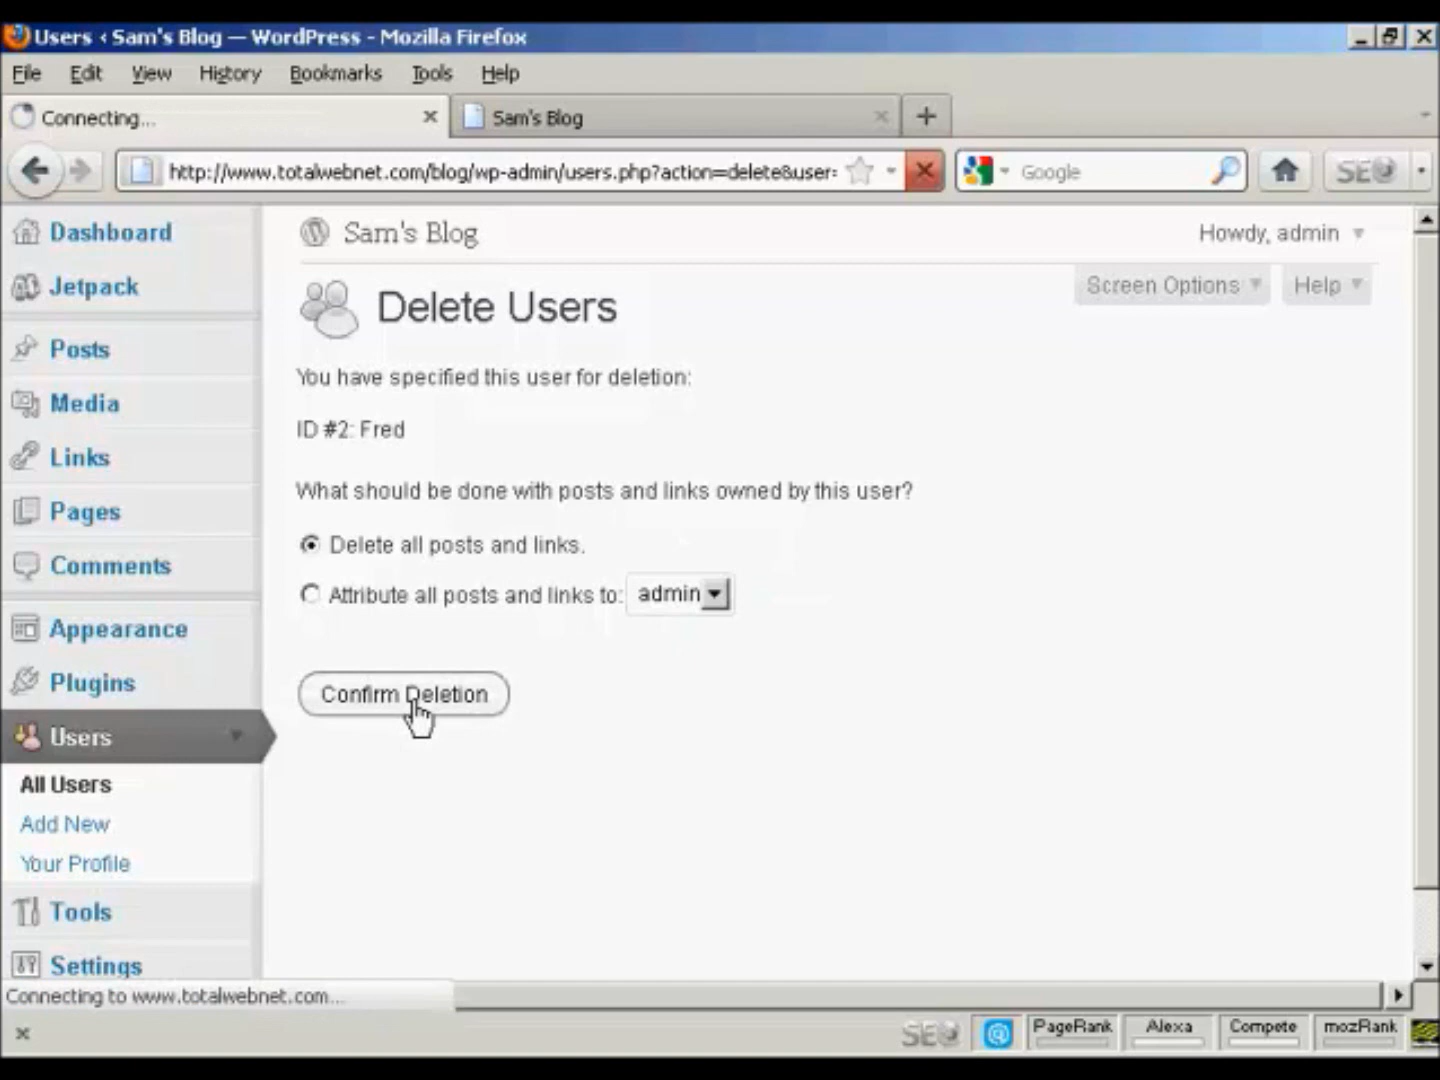 Users ‹ Sam's Blog — WordPress - Mozilla Firefox
File Edit View History Bookmarks Tools Help
Connecting... Sam's Blog
http://www.totalwebnet.com/blog/wp-admin/users.php?action=delete&user= Google SEO
Dashboard
Jetpack
Posts
Media
Links
Pages
Comments
Appearance
Plugins
Users
All Users
Add New
Your Profile
Tools
Settings
Sam's Blog Howdy, admin
Screen Options Help
Delete Users
You have specified this user for deletion:
ID #2: Fred
What should be done with posts and links owned by this user?
Delete all posts and links.
Attribute all posts and links to: admin
Confirm Deletion
Connecting to www.totalwebnet.com...
SEO PageRank Alexa Compete mozRank